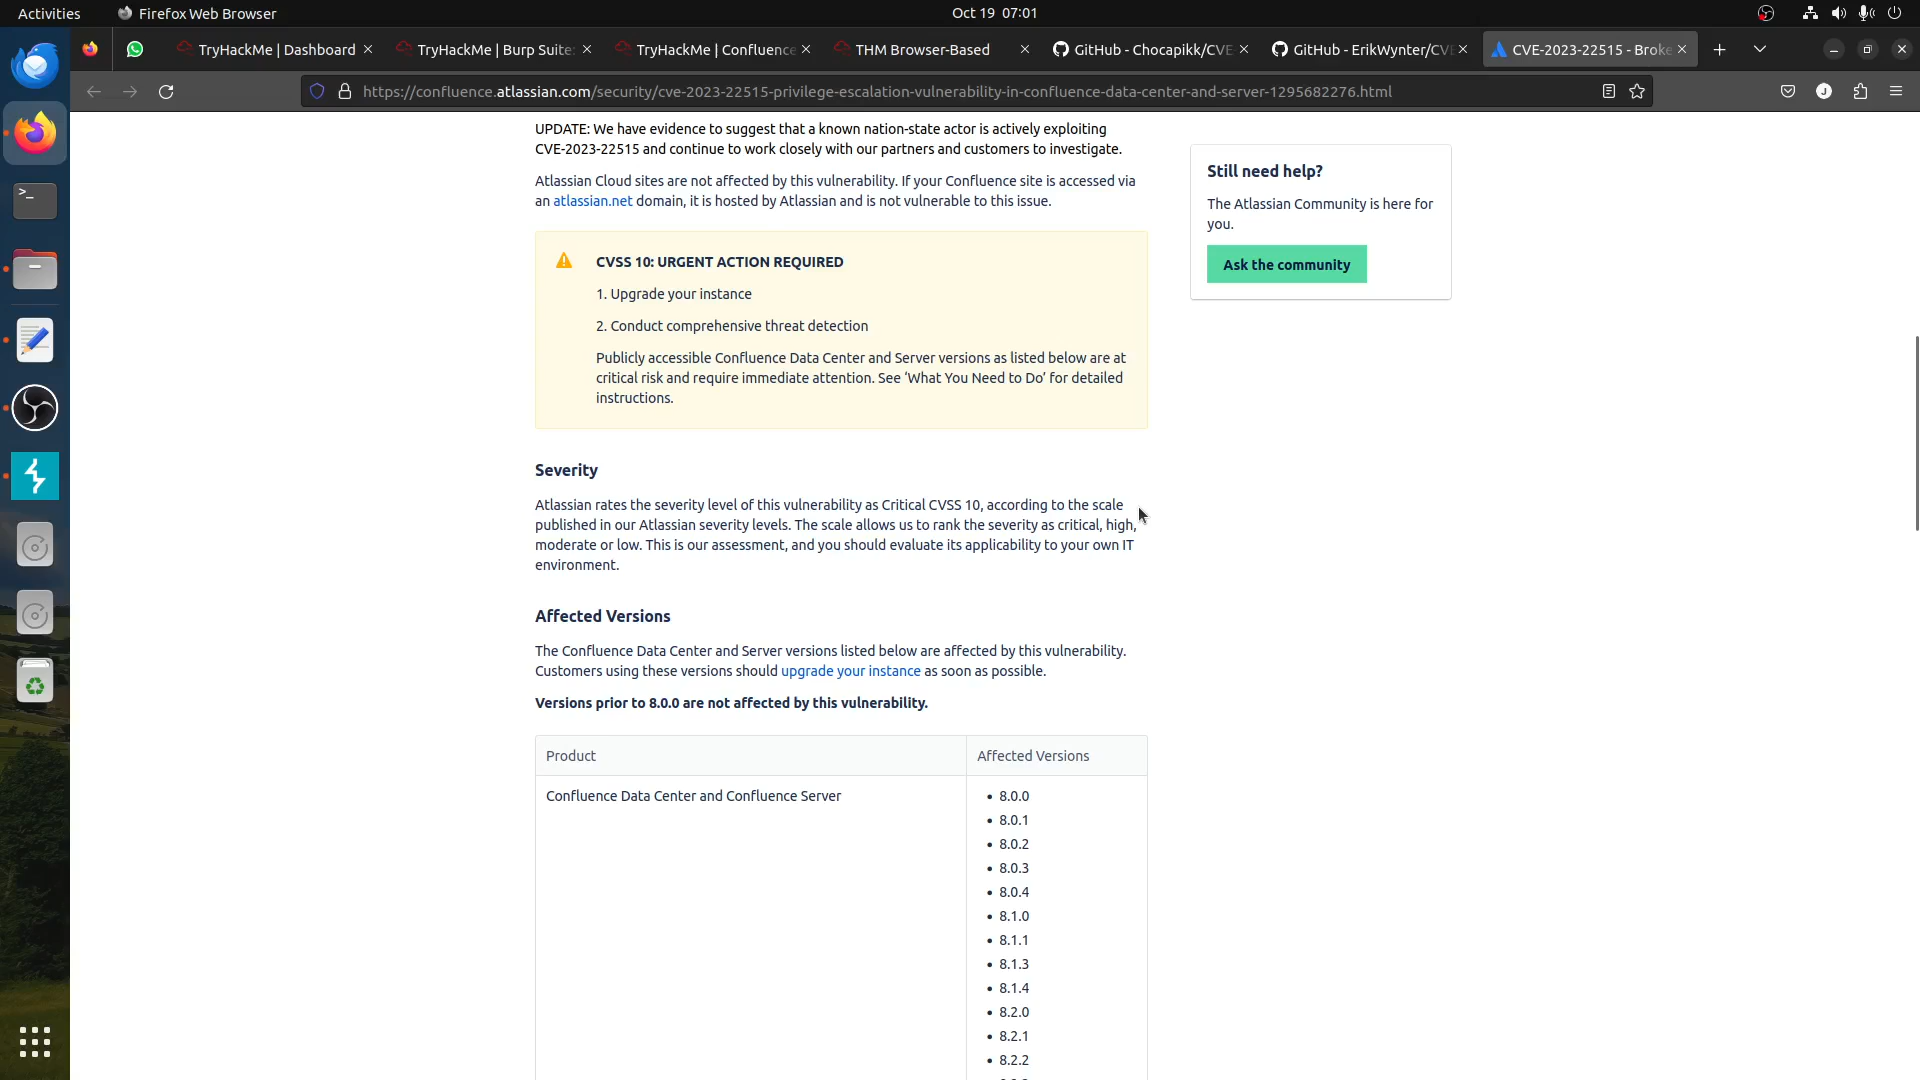 Activities
Firefox Web Browser
Oct 19 07:01
TryHackMe | Dashboard
TryHackMe | Burp Suite:
TryHackMe | Confluence
THM Browser-Based
GitHub - Chocapikk/CVE
GitHub - ErikWynter/CVE
CVE-2023-22515 - Broke
https://confluence.atlassian.com/security/cve-2023-22515-privilege-escalation-vulnerability-in-confluence-data-center-and-server-1295682276.html
J
UPDATE: We have evidence to suggest that a known nation-state actor is actively exploiting
CVE-2023-22515 and continue to work closely with our partners and customers to investigate.
Atlassian Cloud sites are not affected by this vulnerability. If your Confluence site is accessed via
an atlassian.net domain, it is hosted by Atlassian and is not vulnerable to this issue.
CVSS 10: URGENT ACTION REQUIRED
1. Upgrade your instance
2. Conduct comprehensive threat detection
Publicly accessible Confluence Data Center and Server versions as listed below are at
critical risk and require immediate attention. See ‘What You Need to Do’ for detailed
instructions.
Severity
Atlassian rates the severity level of this vulnerability as Critical CVSS 10, according to the scale
published in our Atlassian severity levels. The scale allows us to rank the severity as critical, high,
moderate or low. This is our assessment, and you should evaluate its applicability to your own IT
environment.
Affected Versions
The Confluence Data Center and Server versions listed below are affected by this vulnerability.
Customers using these versions should upgrade your instance as soon as possible.
Versions prior to 8.0.0 are not affected by this vulnerability.
Product
Affected Versions
Confluence Data Center and Confluence Server
• 8.0.0
• 8.0.1
• 8.0.2
• 8.0.3
• 8.0.4
• 8.1.0
• 8.1.1
• 8.1.3
• 8.1.4
• 8.2.0
• 8.2.1
• 8.2.2
Still need help?
The Atlassian Community is here for
you.
Ask the community